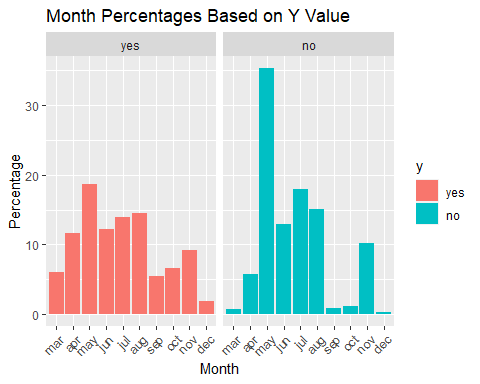 Month Percentages Based on Y Value
yes no
Percentage
30
20
10
0
mar apr may jun jul aug sep oct nov dec mar apr may jun jul aug sep oct nov dec
Month
y
yes
no